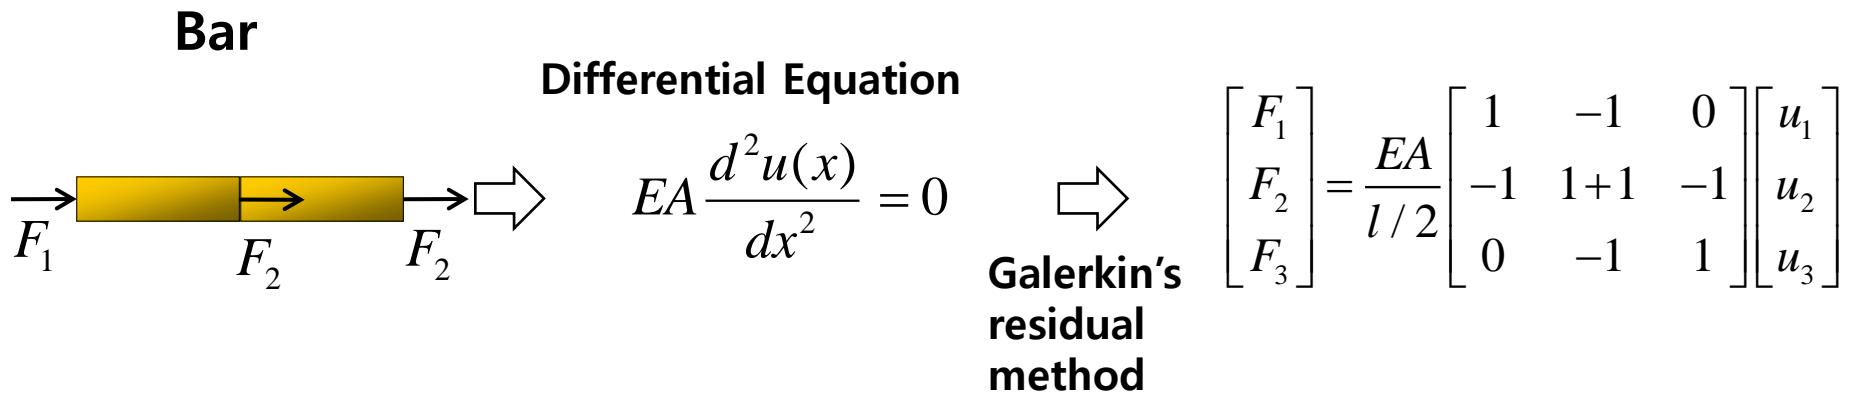 Bar
F₁
F₂
F₂
Differential Equation
EA d²u(x)/dx² = 0
Galerkin's
residual
method
[F₁ F₂ F₃] = EA/(l / 2) [1 −1 0; −1 1+1 −1; 0 −1 1] [u₁ u₂ u₃]